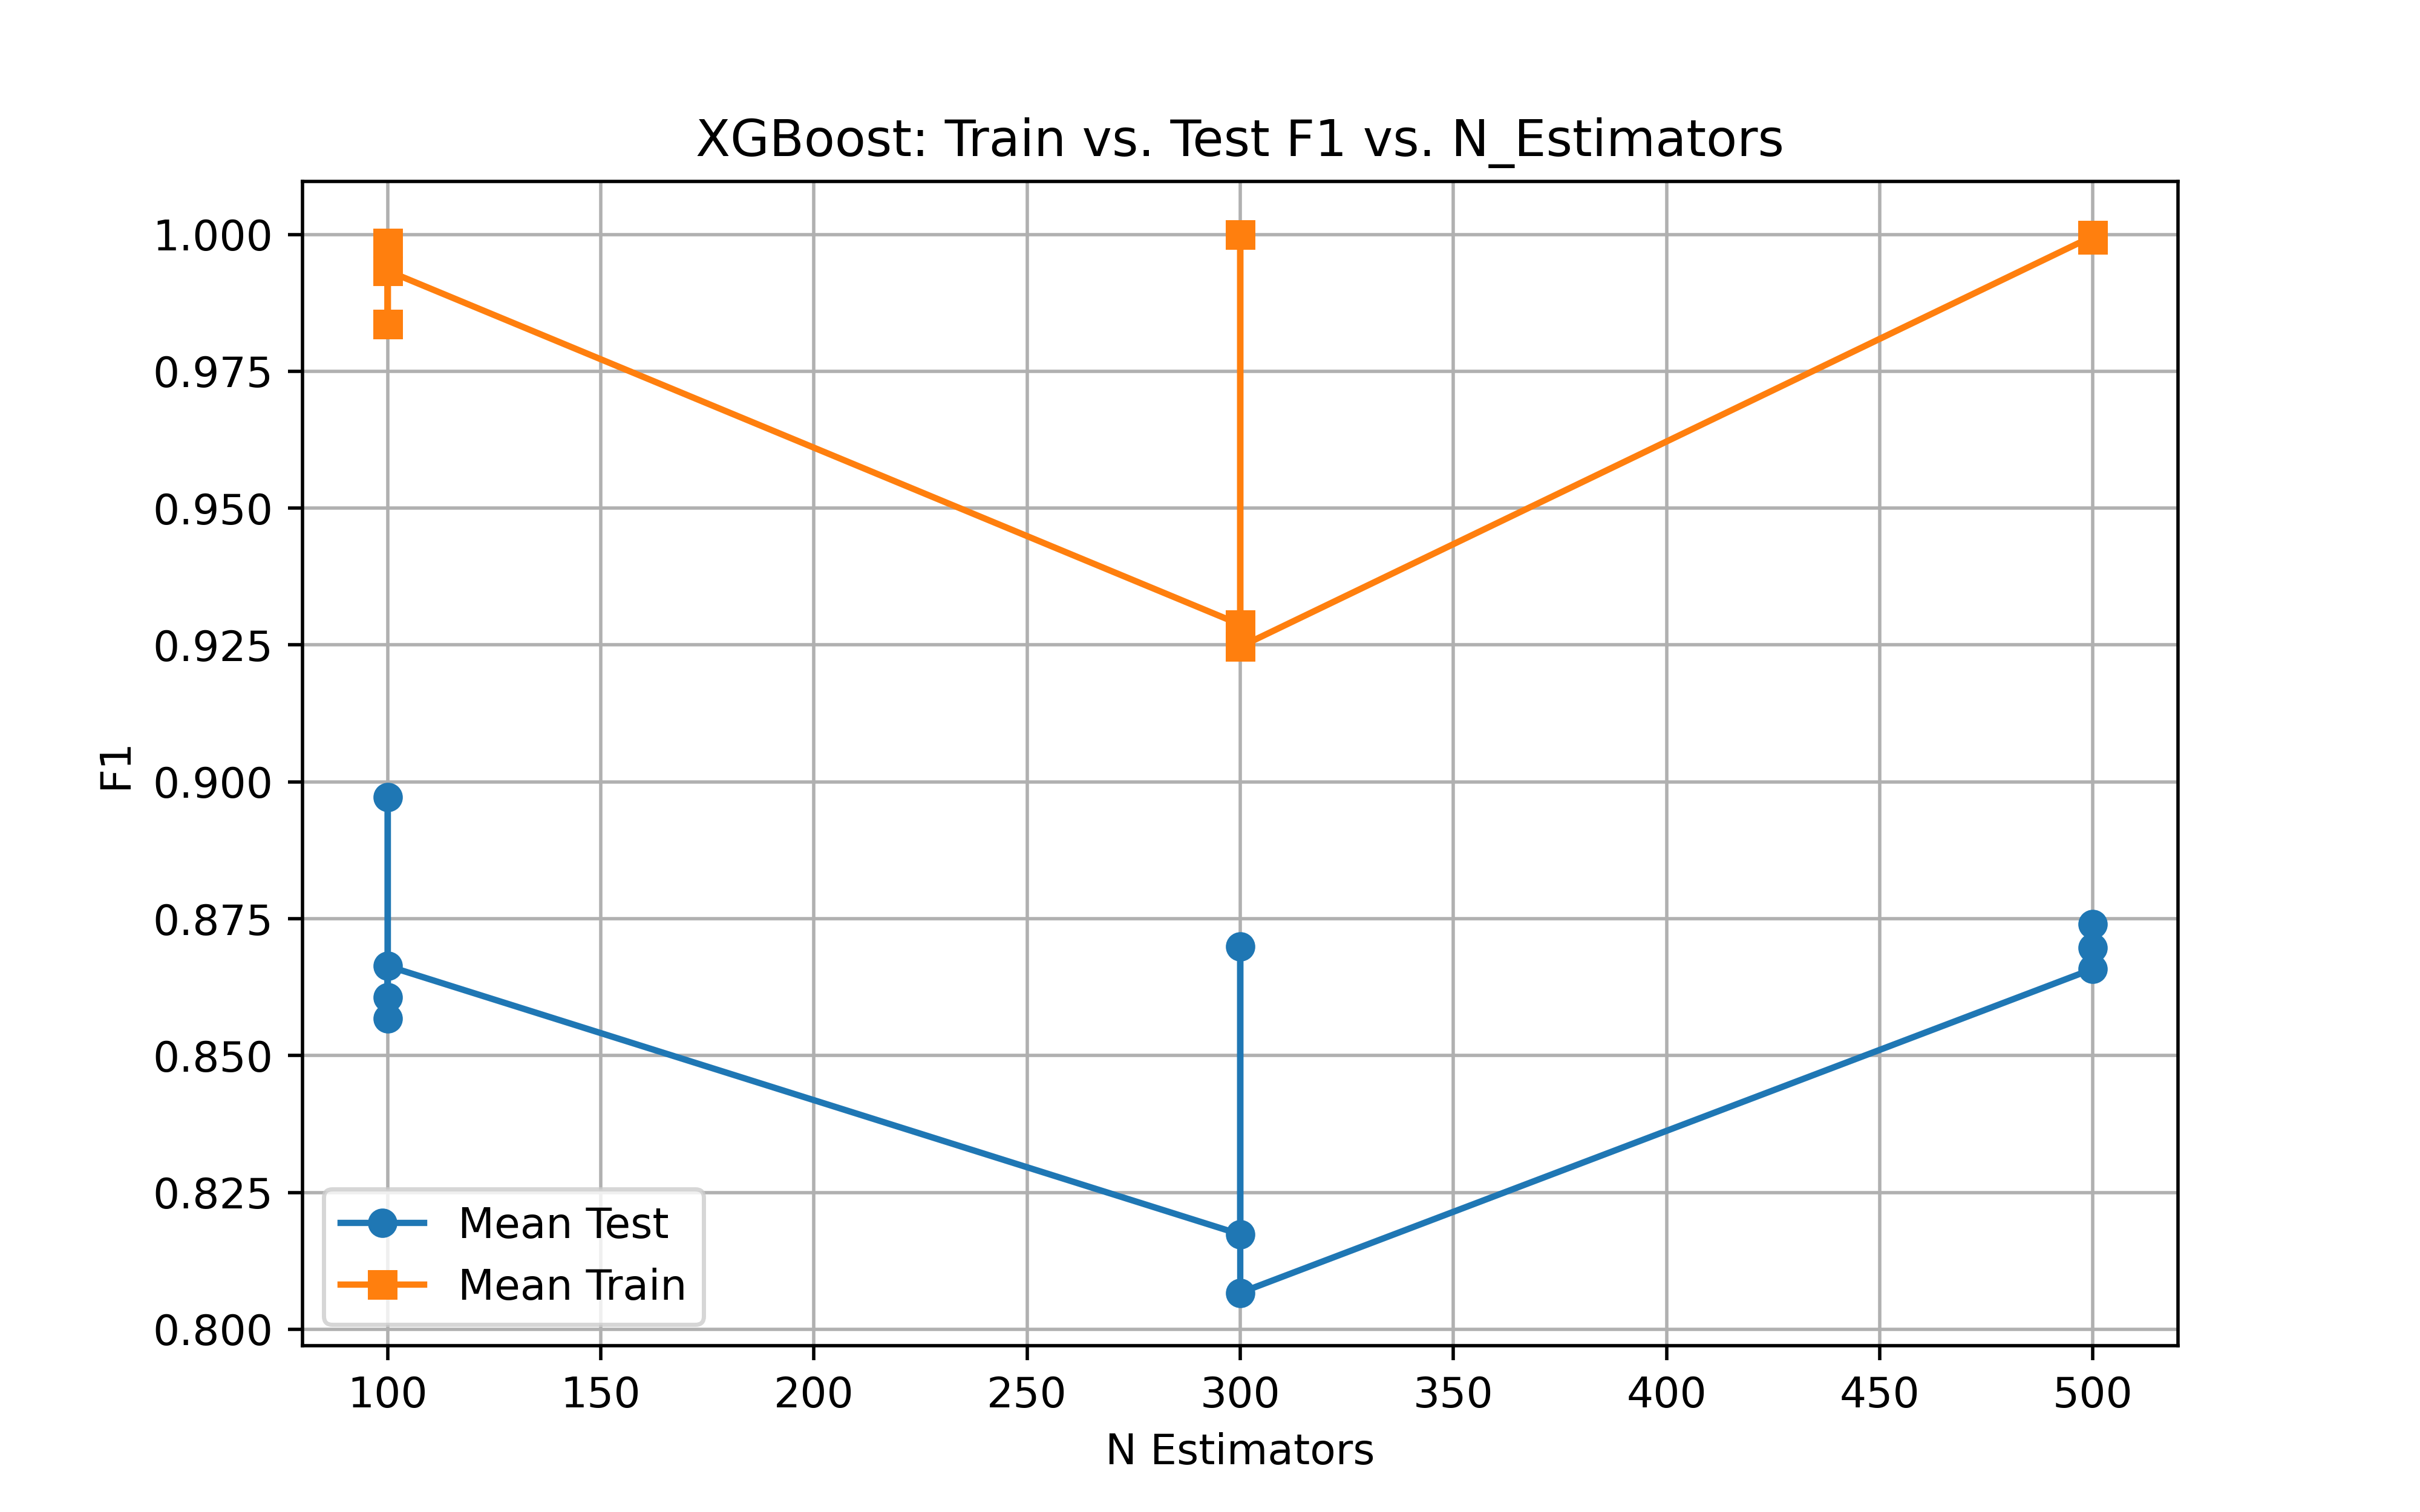 XGBoost: Train vs. Test F1 vs. N_Estimators
1.000
0.975
0.950
0.925
0.900
0.875
0.850
0.825
0.800
F1
Mean Test
Mean Train
100 150 200 250 300 350 400 450 500
N Estimators